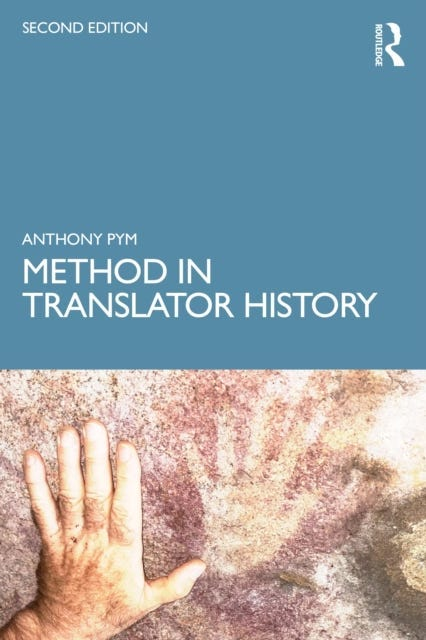 SECOND EDITION
ROUTLEDGE
ANTHONY PYM
METHOD IN
TRANSLATOR HISTORY